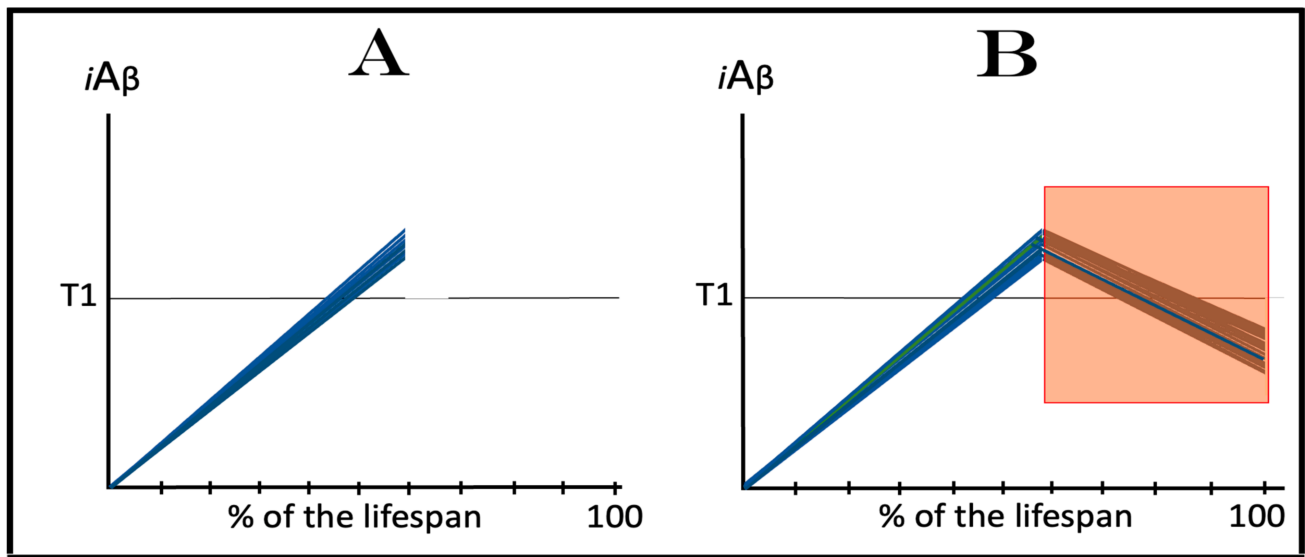 A
iAβ
T1
% of the lifespan 100
B
iAβ
T1
% of the lifespan 100